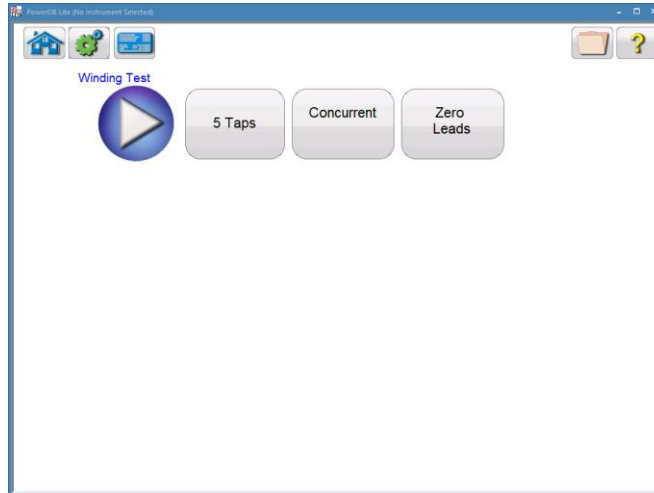 PowerDB Lite (No Instrument Selected)
Winding Test
5 Taps
Concurrent
Zero
Leads